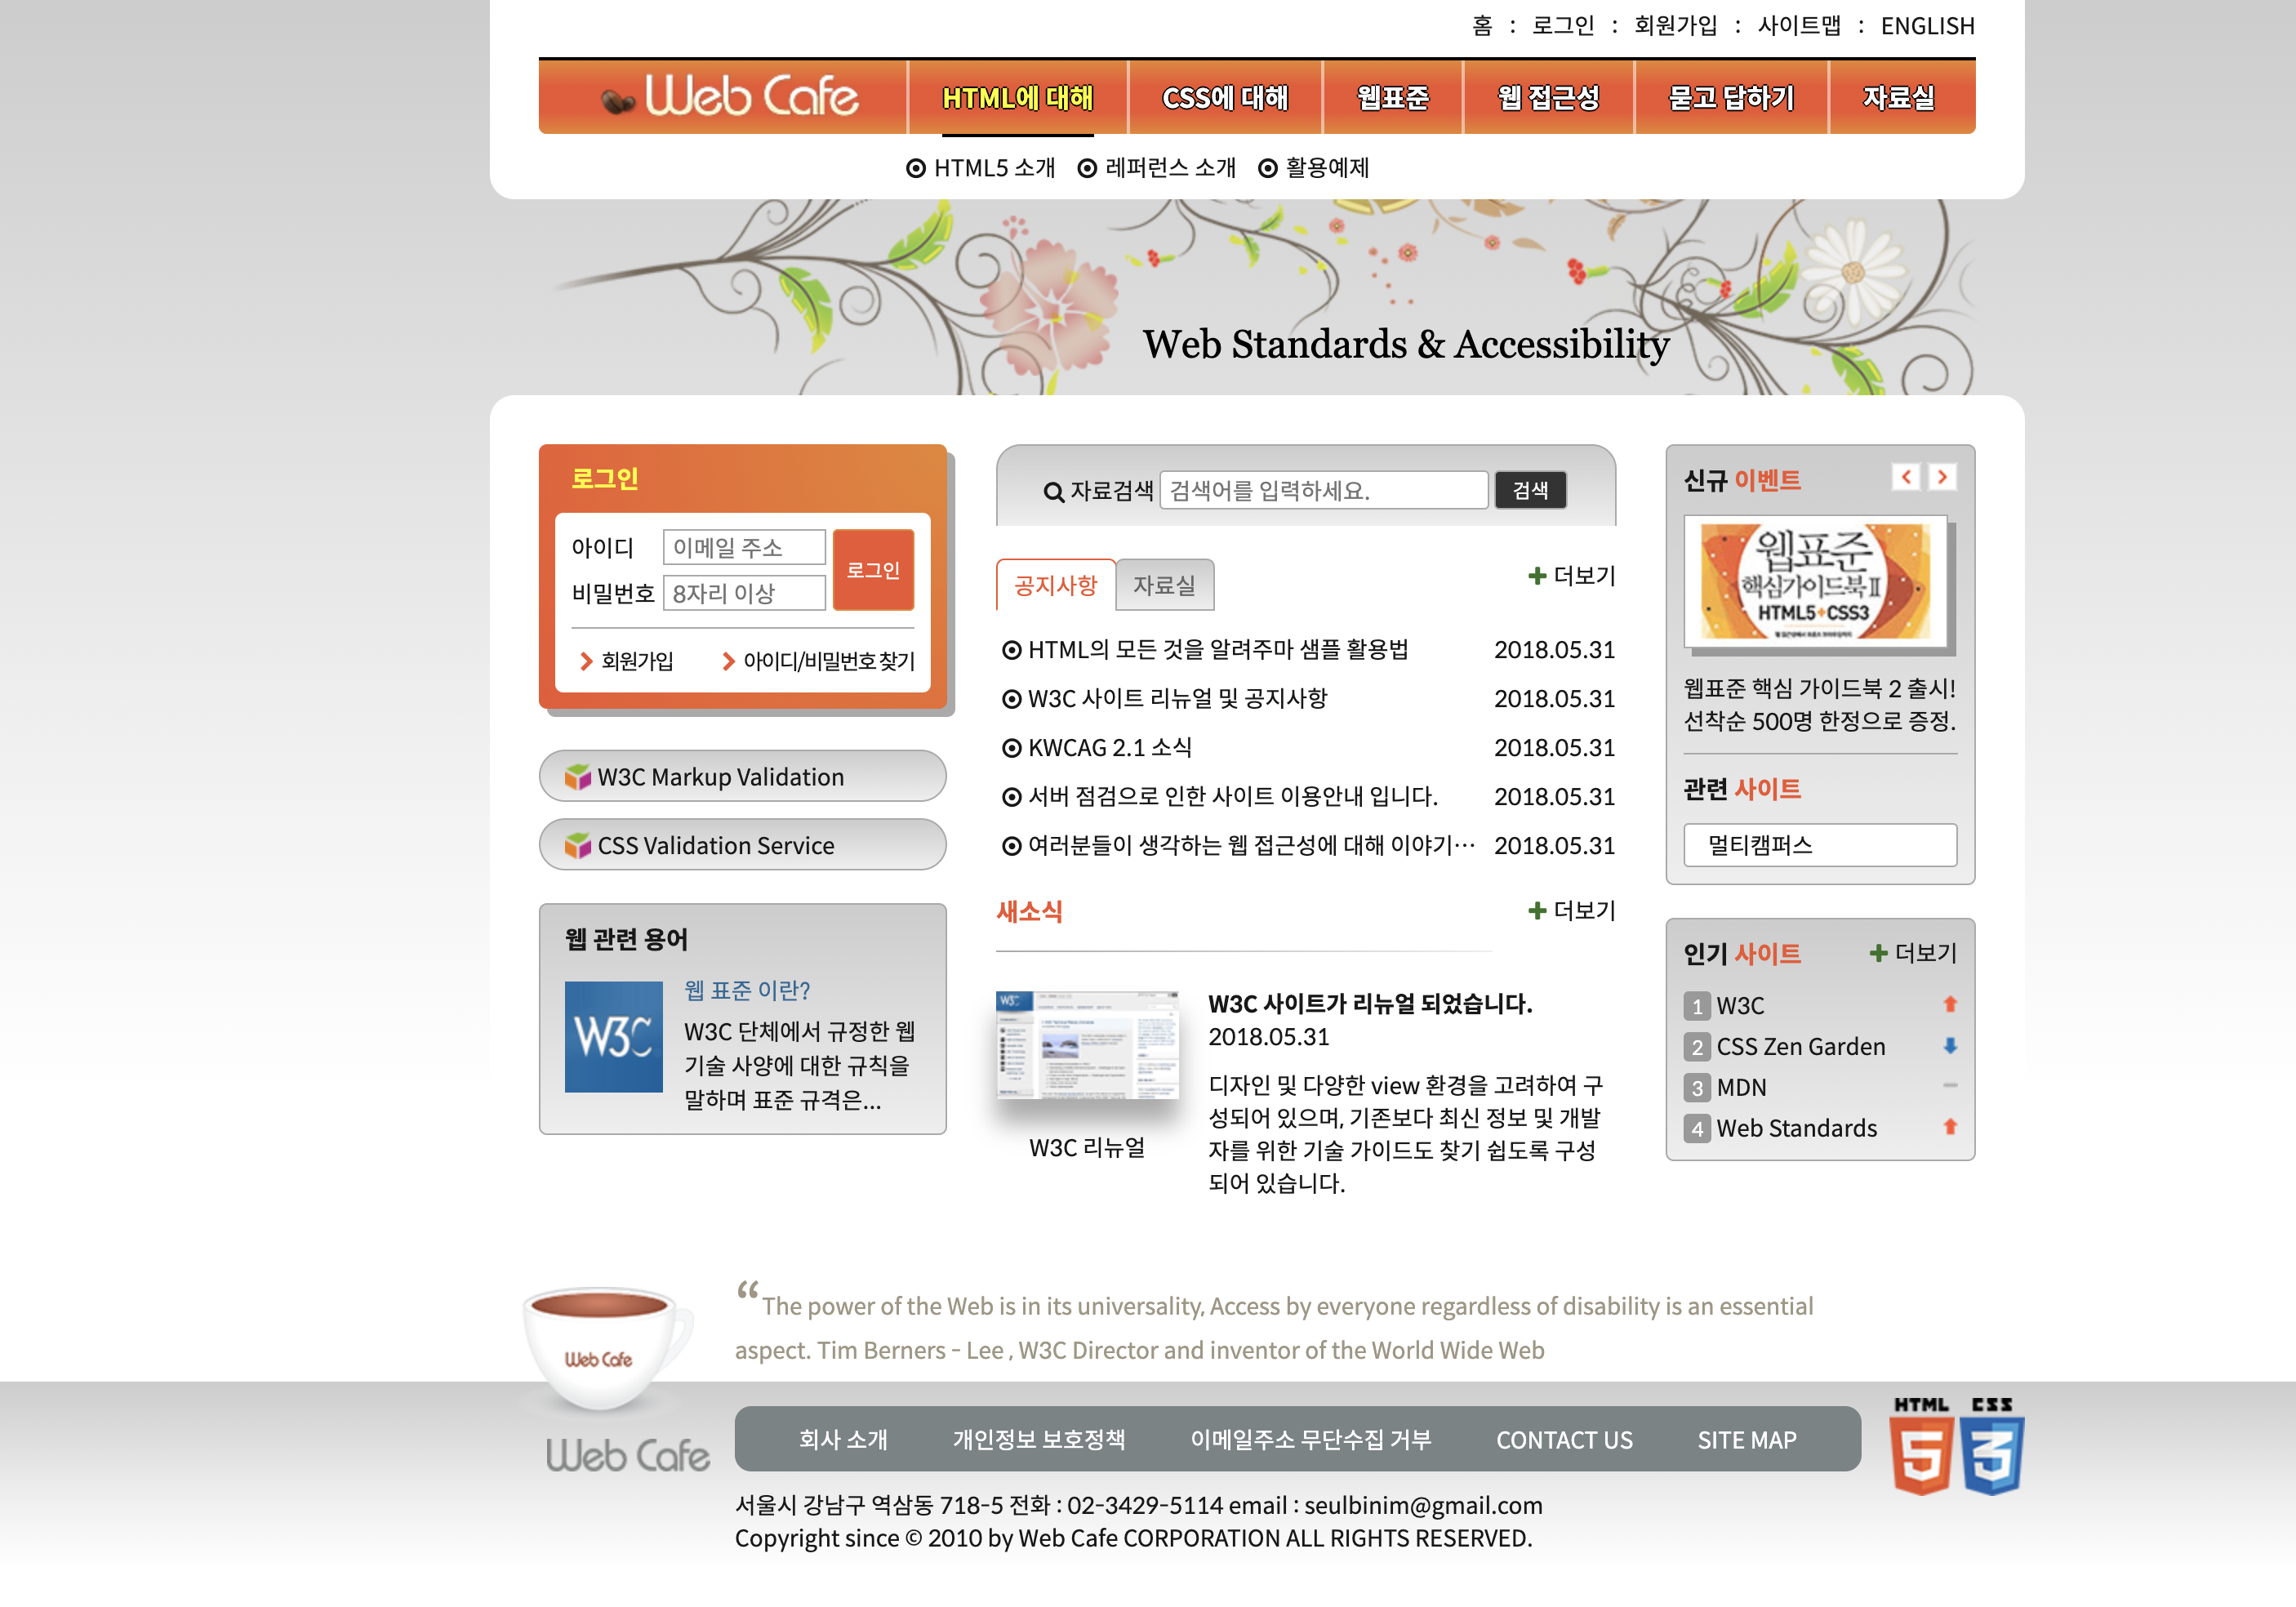 홈 : 로그인 : 회원가입 : 사이트맵 : ENGLISH
Web Cafe HTML에 대해 CSS에 대해 웹표준 웹 접근성 묻고 답하기 자료실
HTML5 소개 레퍼런스 소개 활용예제
Web Standards & Accessibility
로그인
아이디 이메일 주소 로그인
비밀번호 8자리 이상
회원가입 아이디/비밀번호 찾기
W3C Markup Validation
CSS Validation Service
웹 관련 용어
W3C
웹 표준 이란?
W3C 단체에서 규정한 웹
기술 사양에 대한 규칙을
말하며 표준 규격은...
자료검색 검색어를 입력하세요. 검색
공지사항 자료실 더보기
HTML의 모든 것을 알려주마 샘플 활용법 2018.05.31
W3C 사이트 리뉴얼 및 공지사항 2018.05.31
KWCAG 2.1 소식 2018.05.31
서버 점검으로 인한 사이트 이용안내 입니다. 2018.05.31
여러분들이 생각하는 웹 접근성에 대해 이야기… 2018.05.31
새소식 더보기
W3C
W3C 리뉴얼
W3C 사이트가 리뉴얼 되었습니다.
2018.05.31
디자인 및 다양한 view 환경을 고려하여 구
성되어 있으며, 기존보다 최신 정보 및 개발
자를 위한 기술 가이드도 찾기 쉽도록 구성
되어 있습니다.
신규 이벤트
웹표준
핵심가이드북Ⅱ
HTML5+CSS3
웹표준 핵심 가이드북 2 출시!
선착순 500명 한정으로 증정.
관련 사이트
멀티캠퍼스
인기 사이트 더보기
1 W3C
2 CSS Zen Garden
3 MDN
4 Web Standards
Web Cafe
“The power of the Web is in its universality, Access by everyone regardless of disability is an essential
aspect. Tim Berners - Lee , W3C Director and inventor of the World Wide Web
Web Cafe
회사 소개 개인정보 보호정책 이메일주소 무단수집 거부 CONTACT US SITE MAP
HTML CSS
5 3
서울시 강남구 역삼동 718-5 전화 : 02-3429-5114 email : seulbinim@gmail.com
Copyright since © 2010 by Web Cafe CORPORATION ALL RIGHTS RESERVED.